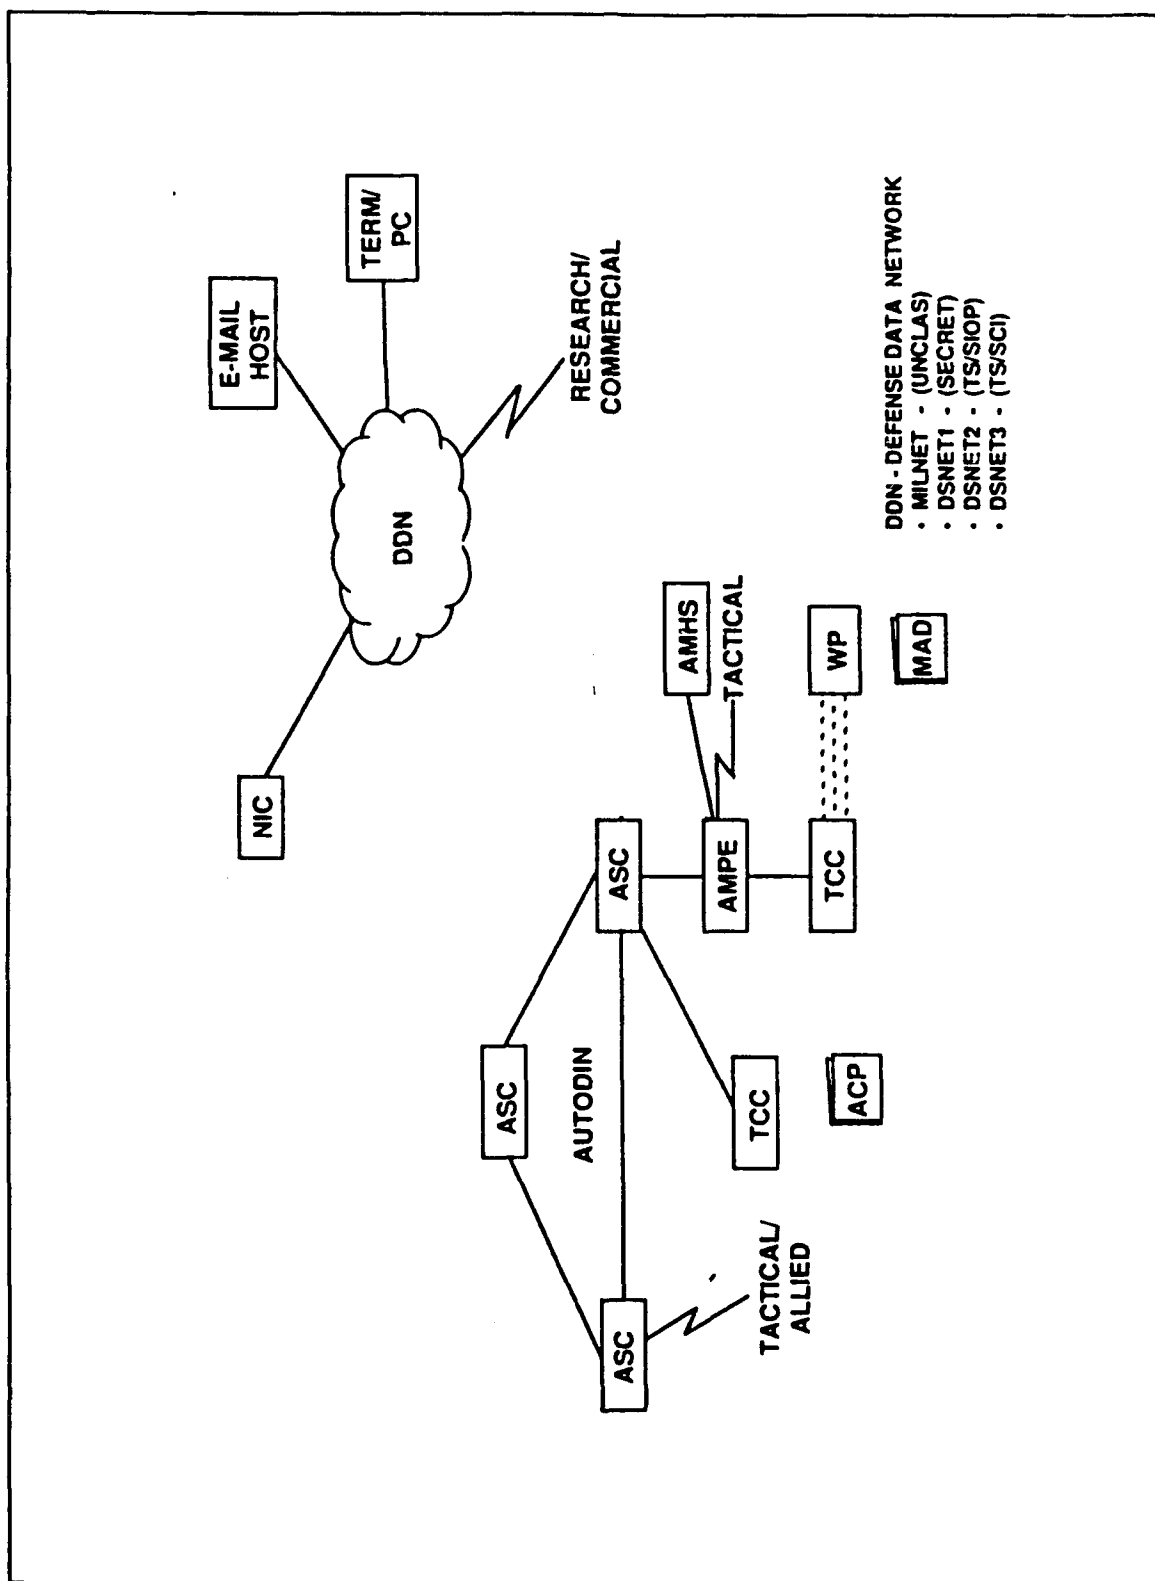 E-MAIL
HOST
TERM/
PC
NIC
DDN
RESEARCH/
COMMERCIAL
ASC
AUTODIN
ASC
ASC
AMHS
TACTICAL
AMPE
TACTICAL/
ALLIED
TCC
TCC
WP
ACP
MAD
DDN - DEFENSE DATA NETWORK
• MILNET - (UNCLAS)
• DSNET1 - (SECRET)
• DSNET2 - (TS/SIOP)
• DSNET3 - (TS/SCI)